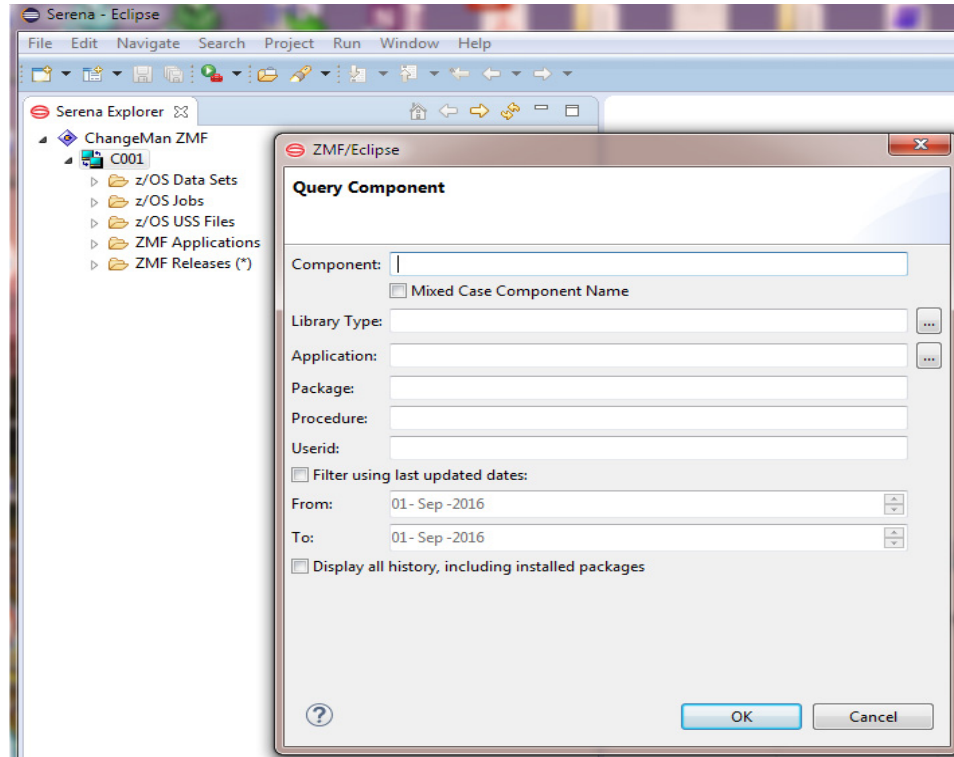 Serena - Eclipse
File Edit Navigate Search Project Run Window Help
Serena Explorer
ChangeMan ZMF
C001
z/OS Data Sets
z/OS Jobs
z/OS USS Files
ZMF Applications
ZMF Releases (*)
ZMF/Eclipse
Query Component
Component:
Mixed Case Component Name
Library Type:
...
Application:
...
Package:
Procedure:
Userid:
Filter using last updated dates:
From: 01- Sep -2016
To: 01- Sep -2016
Display all history, including installed packages
?
OK Cancel